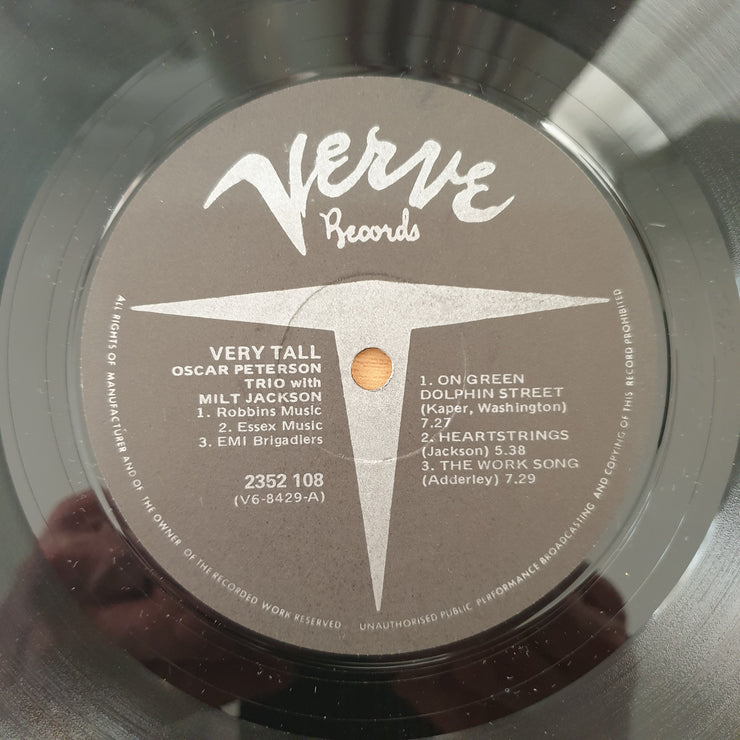 Verve
Records
VERY TALL
OSCAR PETERSON
TRIO with
MILT JACKSON
1. Robbins Music
2. Essex Music
3. EMI Brigadiers
2352 108
(V6-8429-A)
1. ON GREEN
DOLPHIN STREET
(Kaper, Washington)
7.27
2. HEARTSTRINGS
(Jackson) 5.38
3. THE WORK SONG
(Adderley) 7.29
ALL RIGHTS OF MANUFACTURER AND OF THE OWNER OF THE RECORDED WORK RESERVED UNAUTHORISED PUBLIC PERFORMANCE BROADCASTING AND COPYING OF THIS RECORD PROHIBITED